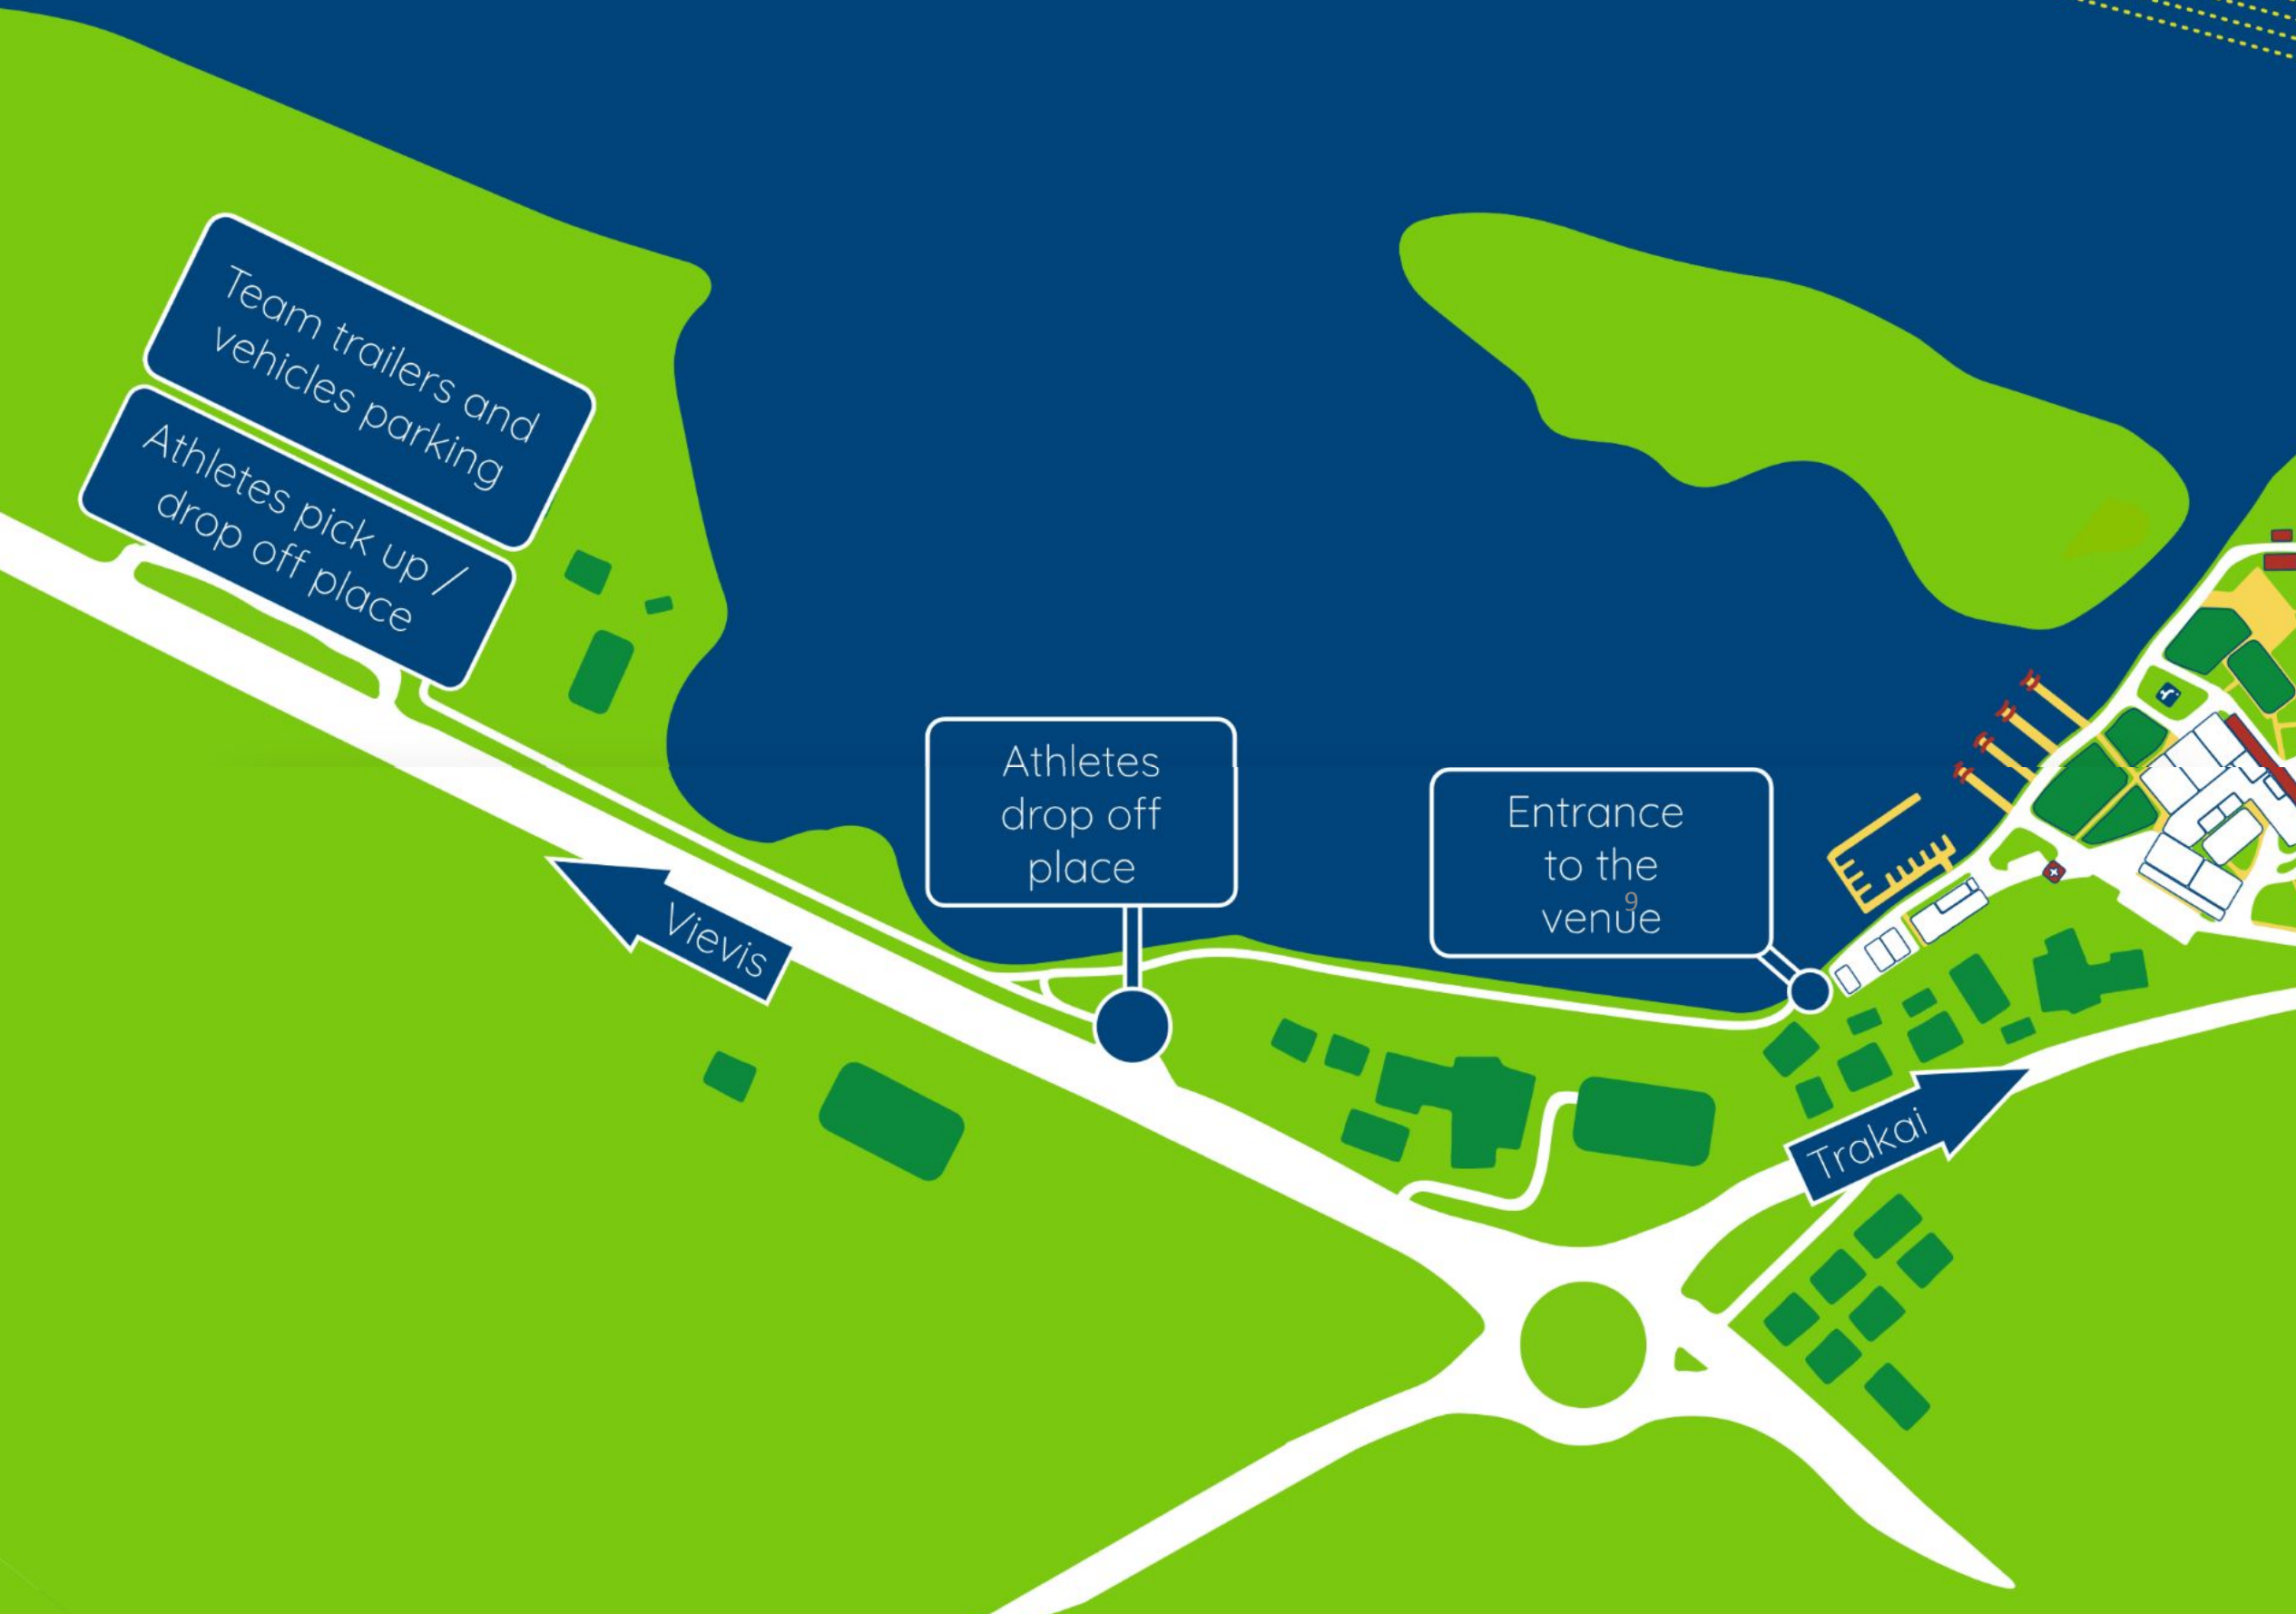 Team trailers and
vehicles parking
Athletes pick up /
drop off place
Athletes
drop off
place
Entrance
to the
9
venue
Vievis
Trakai